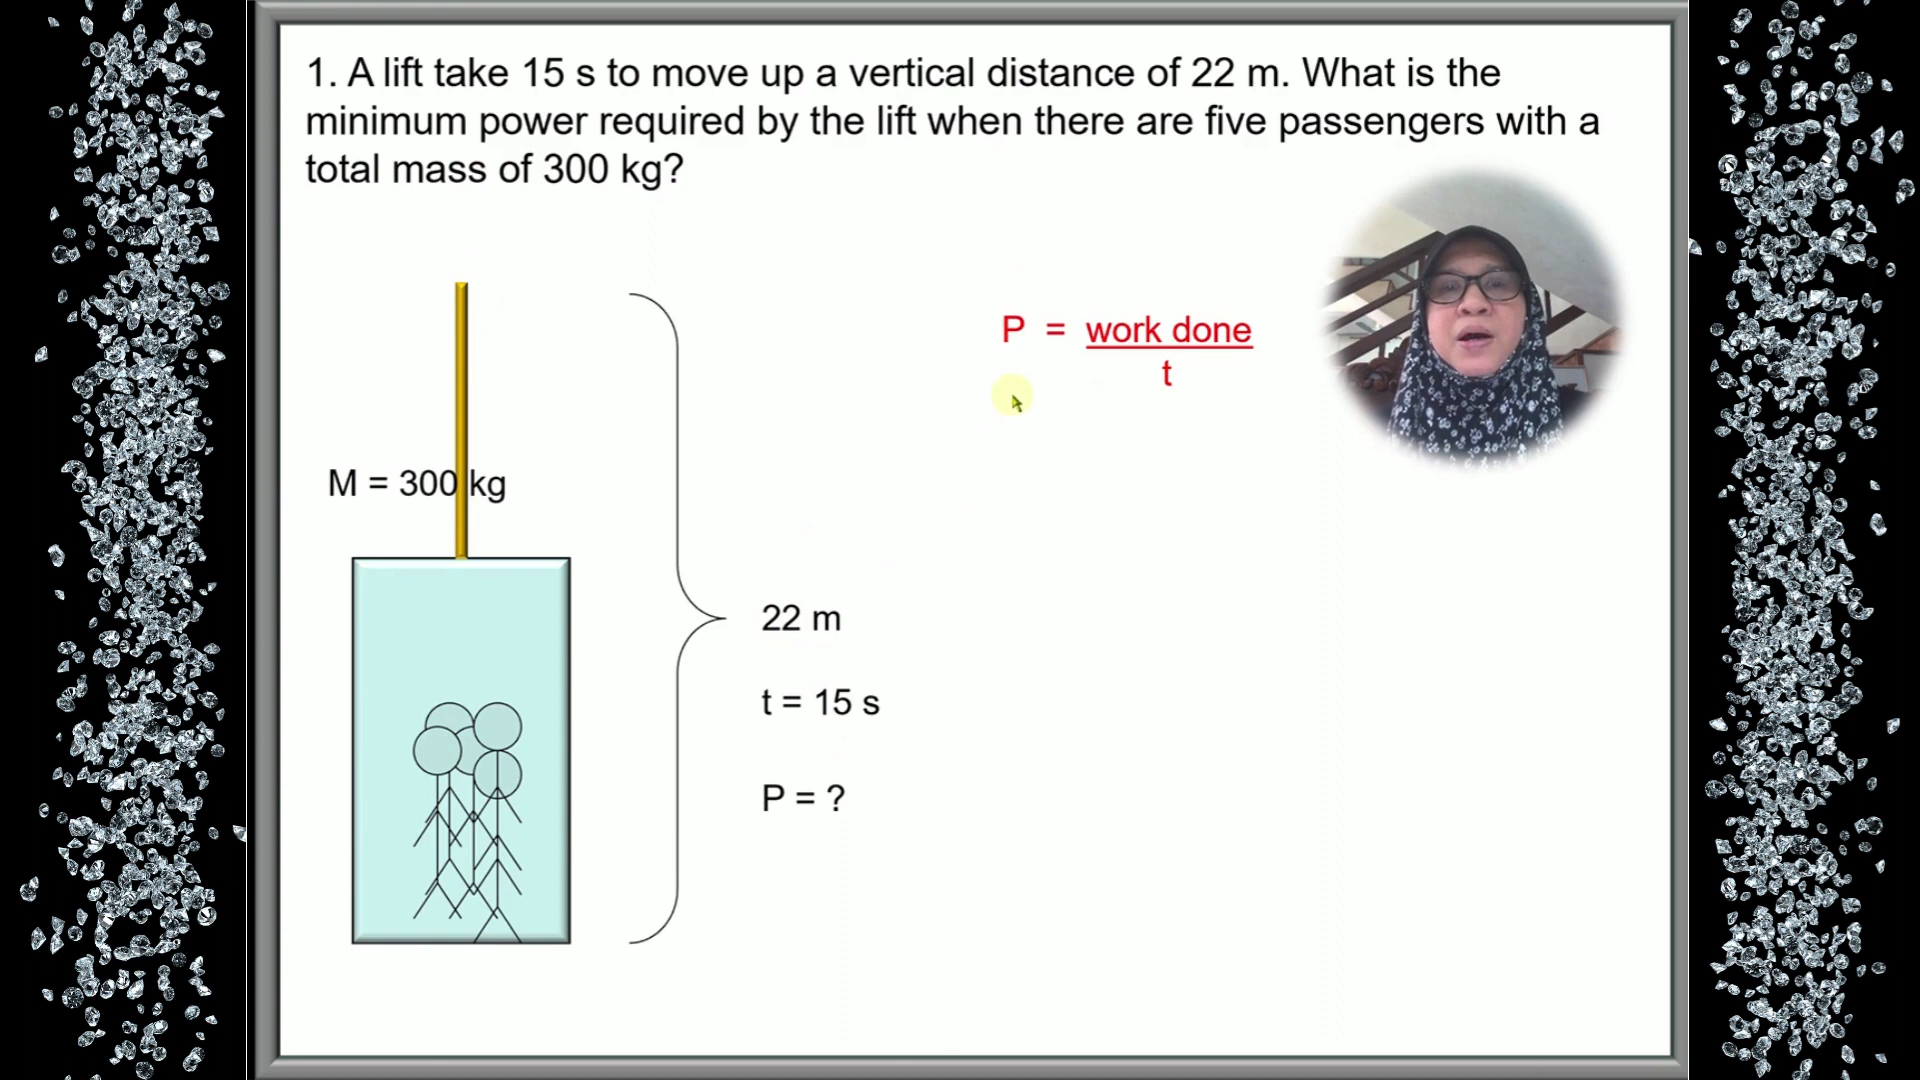 1. A lift take 15 s to move up a vertical distance of 22 m. What is the
minimum power required by the lift when there are five passengers with a
total mass of 300 kg?
P = work done
t
M = 300 kg
22 m
t = 15 s
P = ?